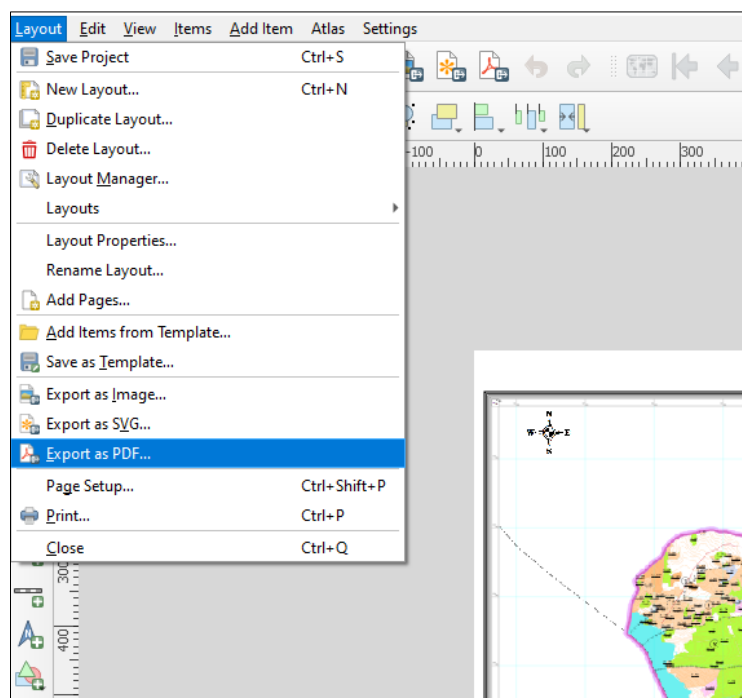 Layout Edit View Items Add Item Atlas Settings
Save Project Ctrl+S
New Layout... Ctrl+N
Duplicate Layout...
Delete Layout...
Layout Manager...
Layouts
Layout Properties...
Rename Layout...
Add Pages...
Add Items from Template...
Save as Template...
Export as Image...
Export as SVG...
Export as PDF...
Page Setup... Ctrl+Shift+P
Print... Ctrl+P
Close Ctrl+Q
-100 0 100 200 300
300
400
N
W E
S